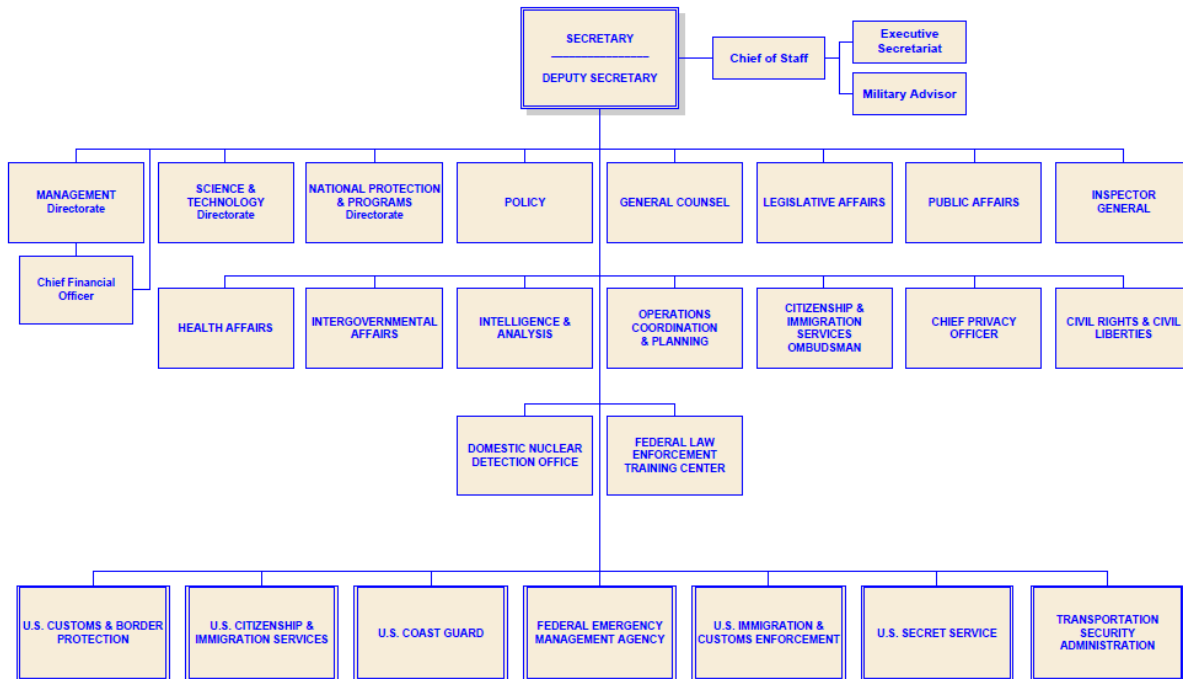 SECRETARY
DEPUTY SECRETARY
Chief of Staff
Executive
Secretariat
Military Advisor
MANAGEMENT
Directorate
SCIENCE &
TECHNOLOGY
Directorate
NATIONAL PROTECTION
& PROGRAMS
Directorate
POLICY
GENERAL COUNSEL
LEGISLATIVE AFFAIRS
PUBLIC AFFAIRS
INSPECTOR
GENERAL
Chief Financial
Officer
HEALTH AFFAIRS
INTERGOVERNMENTAL
AFFAIRS
INTELLIGENCE &
ANALYSIS
OPERATIONS
COORDINATION
& PLANNING
CITIZENSHIP &
IMMIGRATION
SERVICES
OMBUDSMAN
CHIEF PRIVACY
OFFICER
CIVIL RIGHTS & CIVIL
LIBERTIES
DOMESTIC NUCLEAR
DETECTION OFFICE
FEDERAL LAW
ENFORCEMENT
TRAINING CENTER
U.S. CUSTOMS & BORDER
PROTECTION
U.S. CITIZENSHIP &
IMMIGRATION SERVICES
U.S. COAST GUARD
FEDERAL EMERGENCY
MANAGEMENT AGENCY
U.S. IMMIGRATION &
CUSTOMS ENFORCEMENT
U.S. SECRET SERVICE
TRANSPORTATION
SECURITY
ADMINISTRATION